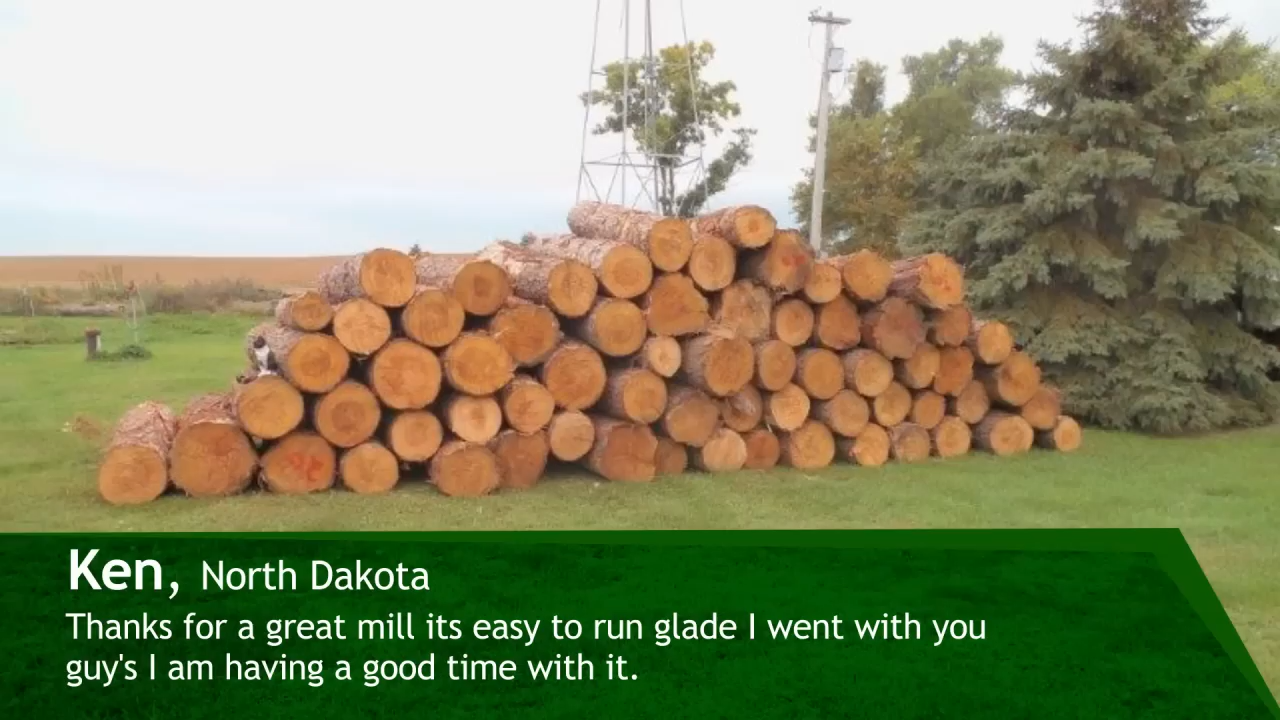 Ken, North Dakota
Thanks for a great mill its easy to run glade I went with you
guy's I am having a good time with it.